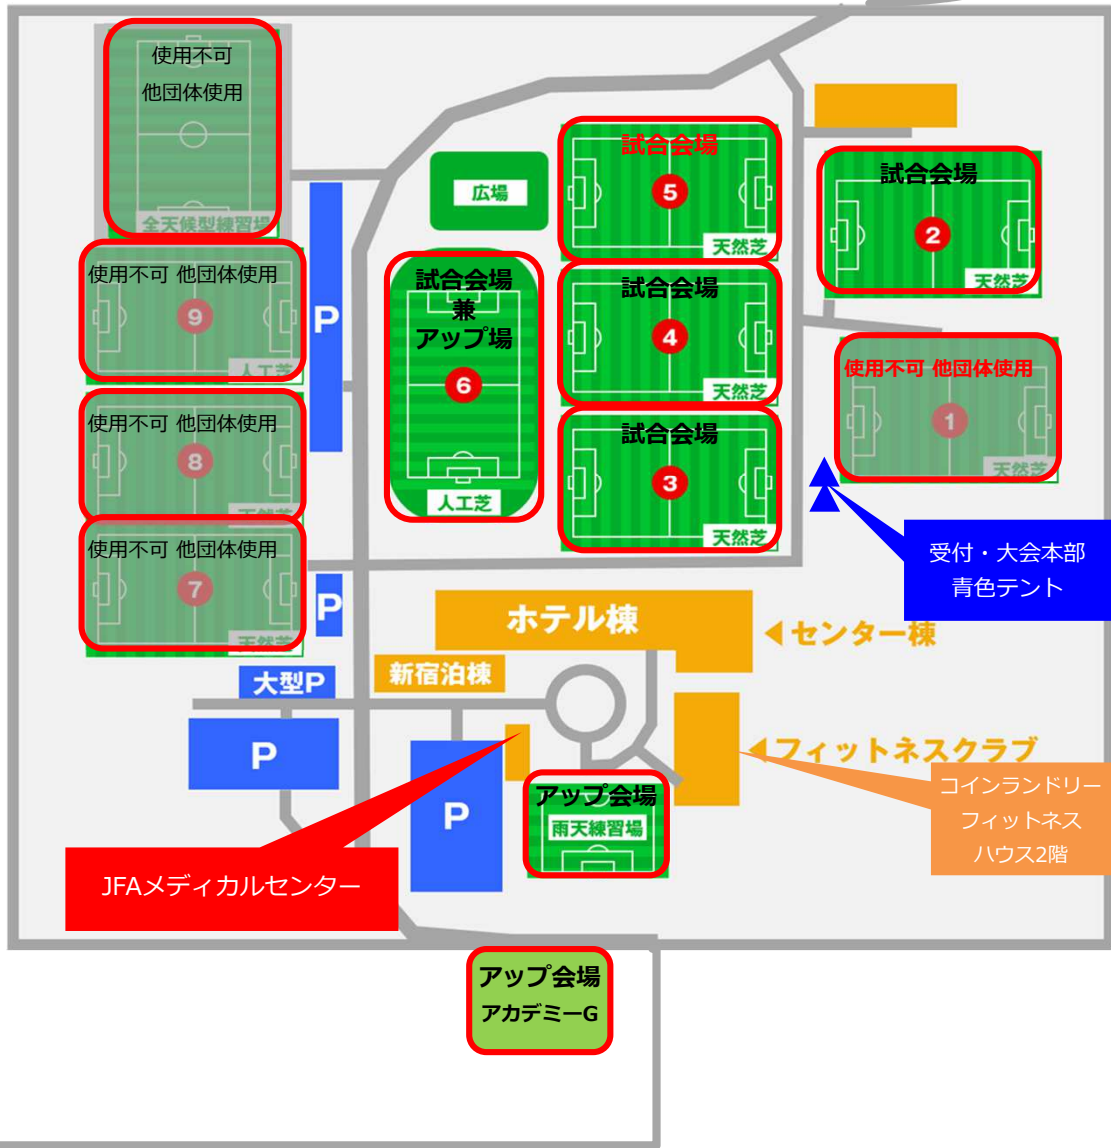 使用不可
他団体使用
全天候型練習場
使用不可 他団体使用
9
人工芝
使用不可 他団体使用
8
天然芝
使用不可 他団体使用
7
天然芝
P
P
広場
試合会場
兼
アップ場
6
人工芝
試合会場
5
天然芝
試合会場
4
天然芝
試合会場
3
天然芝
試合会場
2
天然芝
使用不可 他団体使用
1
天然芝
受付・大会本部
青色テント
ホテル棟
◀センター棟
新宿泊棟
大型P
P
P
◀フィットネスクラブ
コインランドリー
フィットネス
ハウス2階
アップ会場
雨天練習場
JFAメディカルセンター
アップ会場
アカデミーG